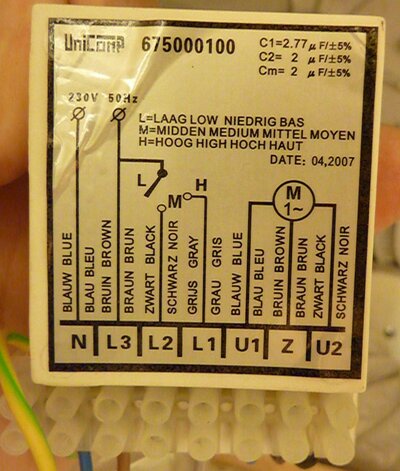 UNICOMP 675000100
C1=2.77 µF/±5%
C2= 2 µF/±5%
Cm= 2 µF/±5%
230V 50Hz
L=LAAG LOW NIEDRIG BAS
M=MIDDEN MEDIUM MITTEL MOYEN
H=HOOG HIGH HOCH HAUT
DATE: 04,2007
L
M
H
M
1~
BLAUW BLUE
BLAU BLEU
BRUIN BROWN
BRAUN BRUN
ZWART BLACK
SCHWARZ NOIR
GRIJS GRAY
GRAU GRIS
BLAUW BLUE
BLAU BLEU
BRUIN BROWN
BRAUN BRUN
ZWART BLACK
SCHWARZ NOIR
N L3 L2 L1 U1 Z U2